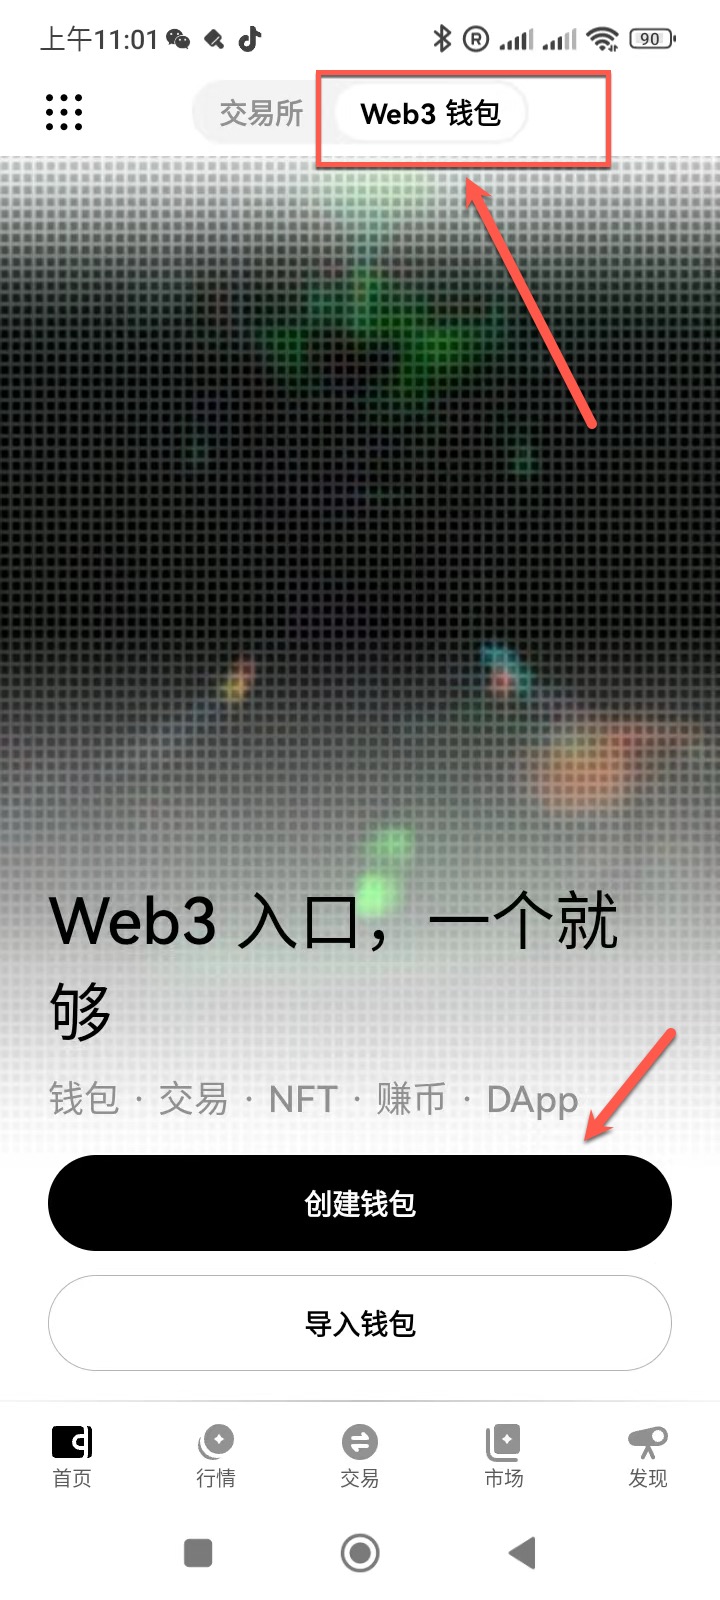 上午11:01
90
交易所 Web3 钱包
Web3 入口，一个就
够
钱包 · 交易 · NFT · 赚币 · DApp
创建钱包
导入钱包
首页 行情 交易 市场 发现